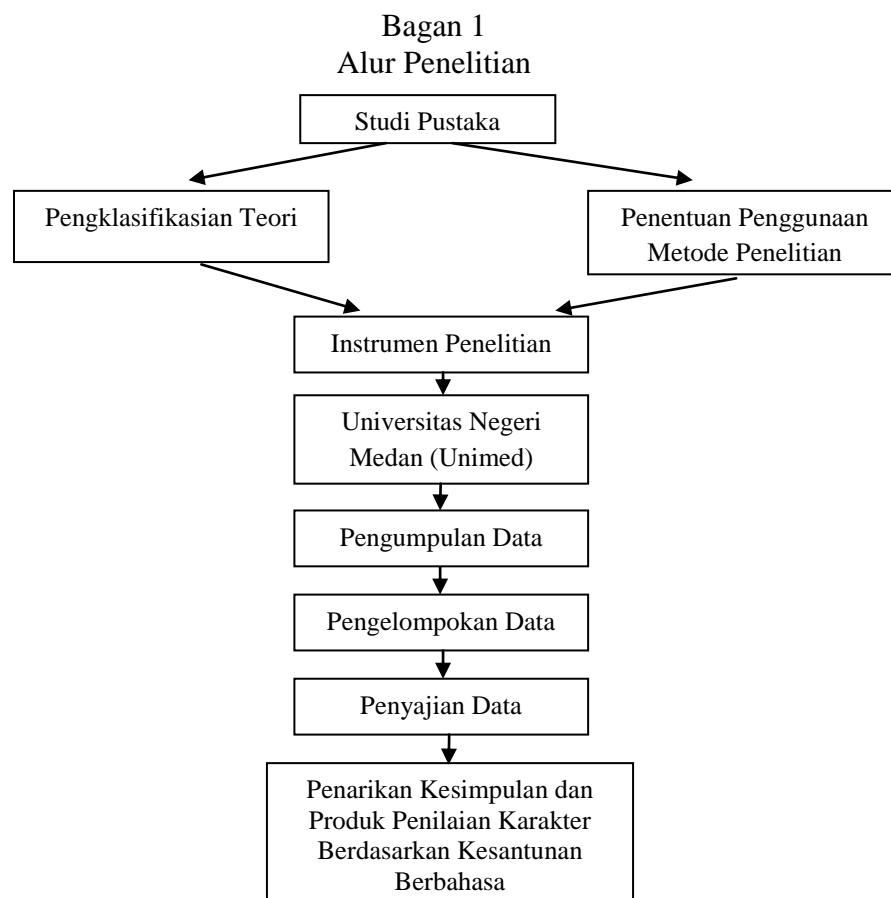 Bagan 1
Alur Penelitian
Studi Pustaka
Pengklasifikasian Teori
Penentuan Penggunaan
Metode Penelitian
Instrumen Penelitian
Universitas Negeri
Medan (Unimed)
Pengumpulan Data
Pengelompokan Data
Penyajian Data
Penarikan Kesimpulan dan
Produk Penilaian Karakter
Berdasarkan Kesantunan
Berbahasa